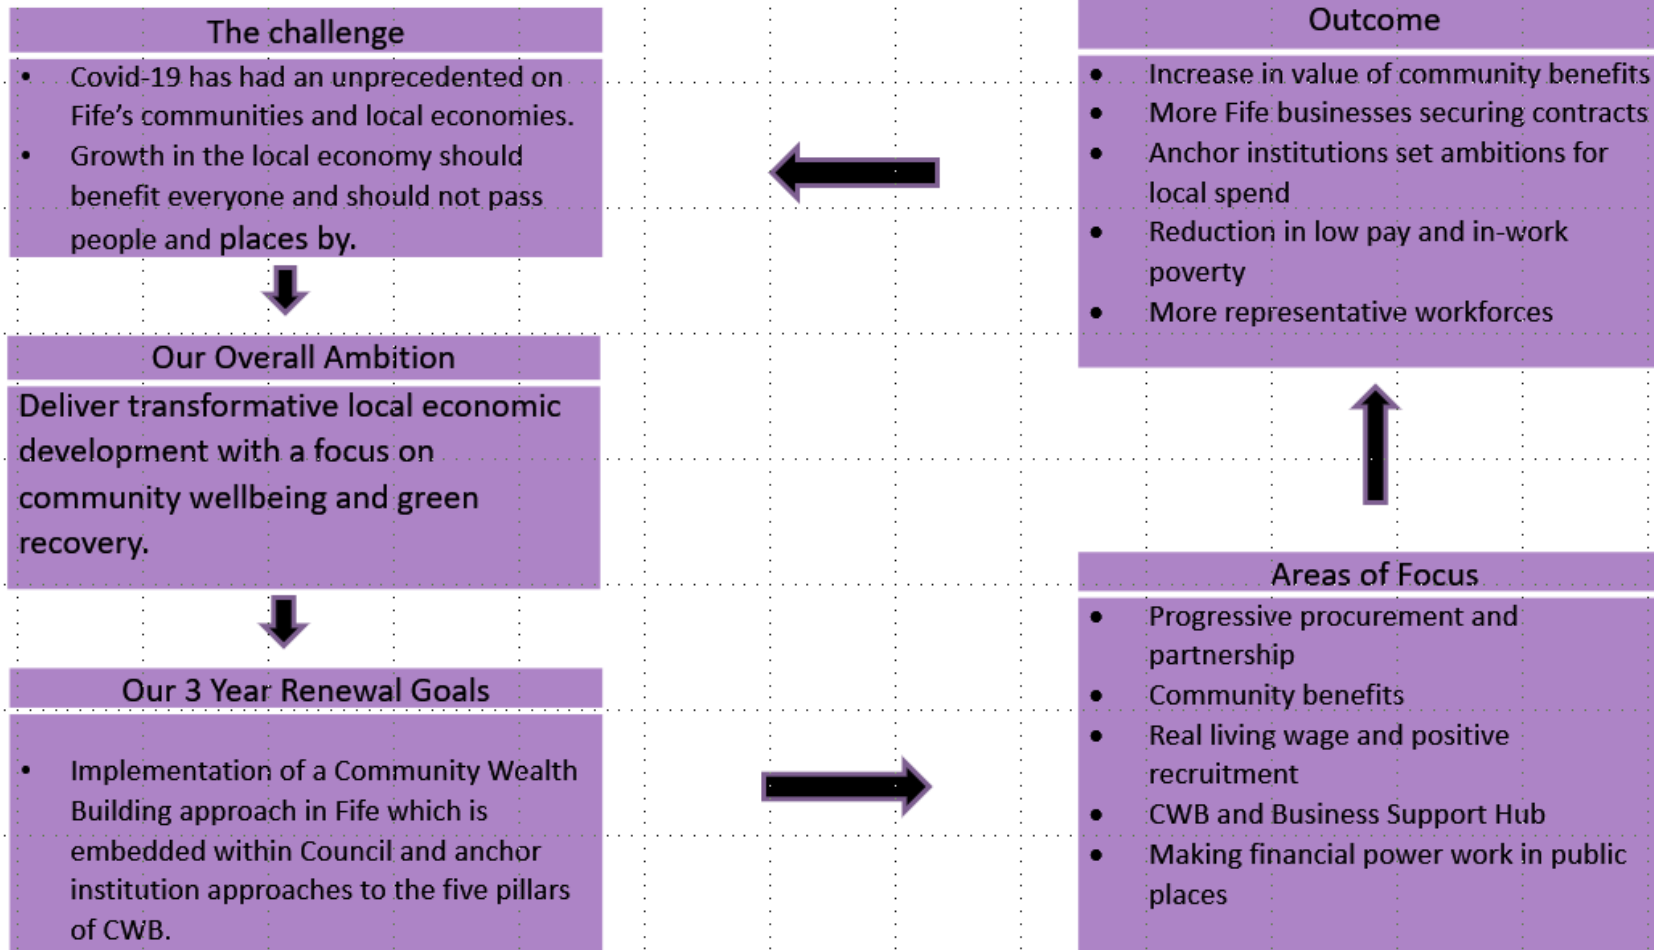 The challenge
• Covid-19 has had an unprecedented on
Fife's communities and local economies.
• Growth in the local economy should
benefit everyone and should not pass
people and places by.
Our Overall Ambition
Deliver transformative local economic
development with a focus on
community wellbeing and green
recovery.
Our 3 Year Renewal Goals
• Implementation of a Community Wealth
Building approach in Fife which is
embedded within Council and anchor
institution approaches to the five pillars
of CWB.
Areas of Focus
• Progressive procurement and
partnership
• Community benefits
• Real living wage and positive
recruitment
• CWB and Business Support Hub
• Making financial power work in public
places
Outcome
• Increase in value of community benefits
• More Fife businesses securing contracts
• Anchor institutions set ambitions for
local spend
• Reduction in low pay and in-work
poverty
• More representative workforces